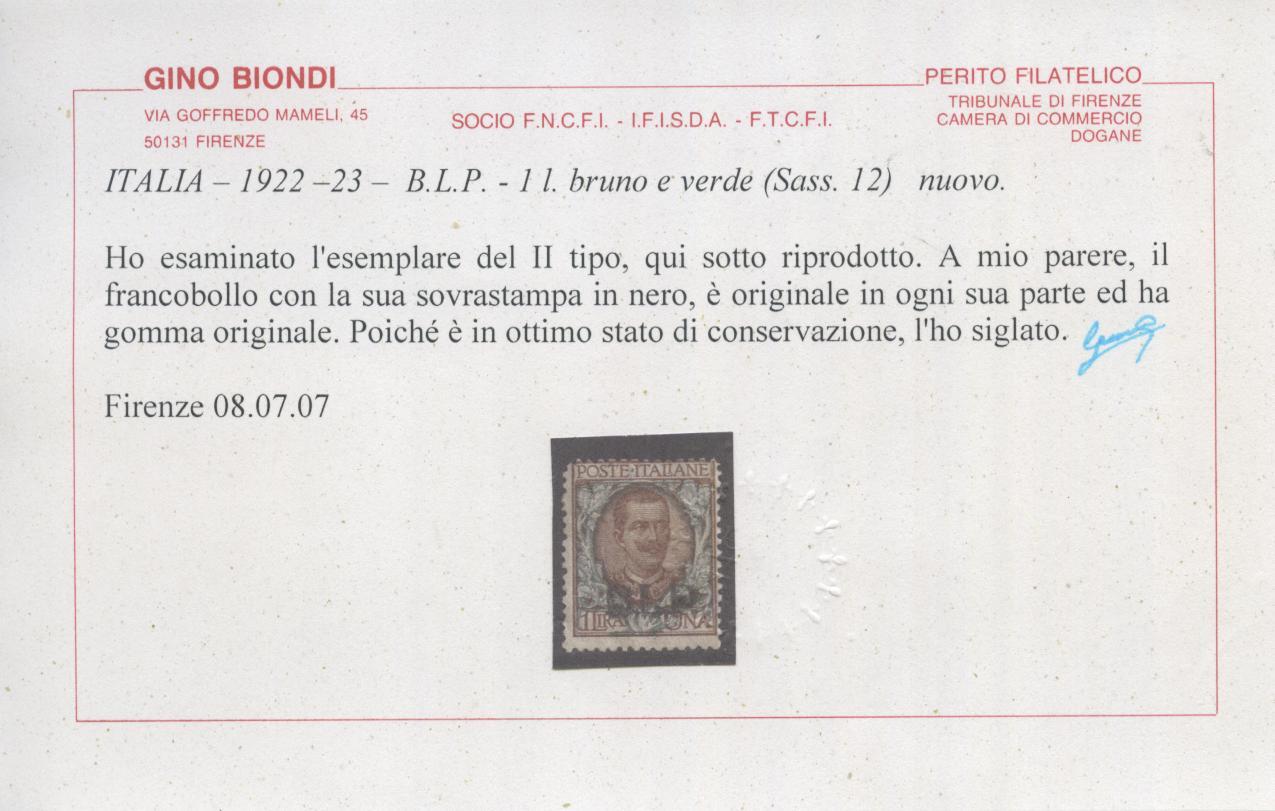 GINO BIONDI
PERITO FILATELICO
VIA GOFFREDO MAMELI, 45
50131 FIRENZE
SOCIO F.N.C.F.I. - I.F.I.S.D.A. - F.T.C.F.I.
TRIBUNALE DI FIRENZE
CAMERA DI COMMERCIO
DOGANE
ITALIA – 1922 –23 – B.L.P. - 1 l. bruno e verde (Sass. 12) nuovo.
Ho esaminato l'esemplare del II tipo, qui sotto riprodotto. A mio parere, il
francobollo con la sua sovrastampa in nero, è originale in ogni sua parte ed ha
gomma originale. Poiché è in ottimo stato di conservazione, l'ho siglato.
Firenze 08.07.07
POSTE ITALIANE
BLP
1 LIRA UNA